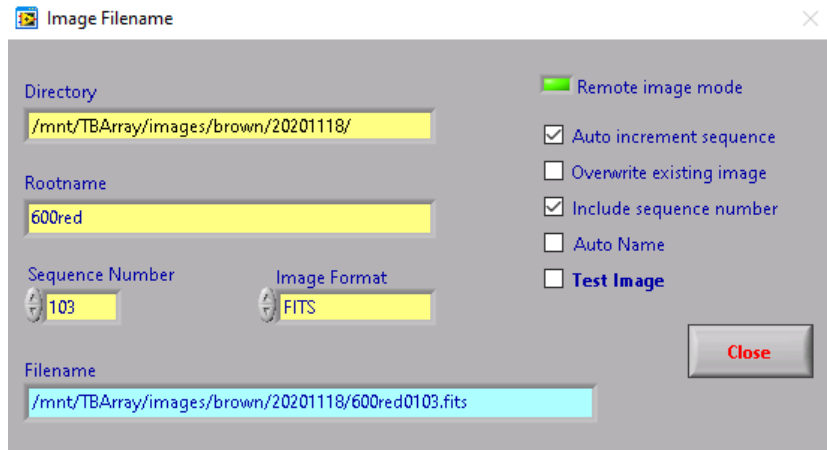 Image Filename
Directory
/mnt/TBArray/images/brown/20201118/
Rootname
600red
Sequence Number
103
Image Format
FITS
Filename
/mnt/TBArray/images/brown/20201118/600red0103.fits
Remote image mode
Auto increment sequence
Overwrite existing image
Include sequence number
Auto Name
Test Image
Close